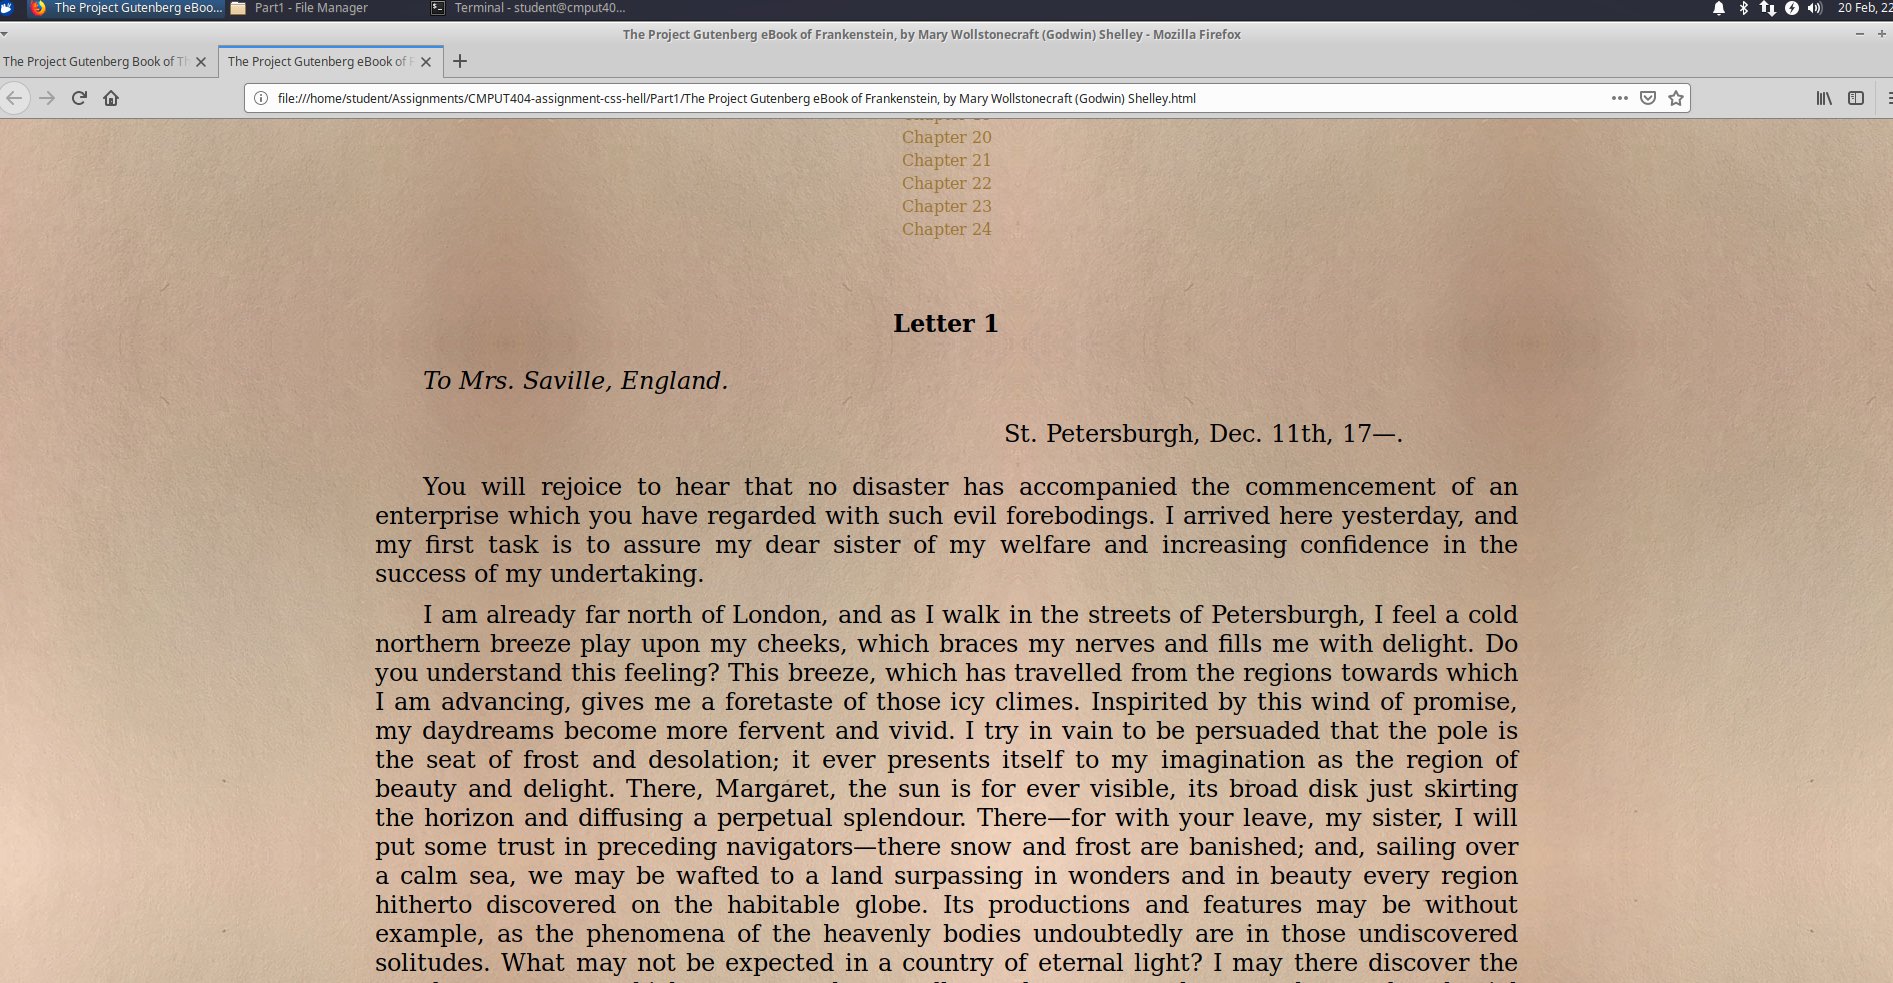 The Project Gutenberg eBoo... Part1 - File Manager Terminal - student@cmput40... 20 Feb, 22
The Project Gutenberg eBook of Frankenstein, by Mary Wollstonecraft (Godwin) Shelley - Mozilla Firefox
The Project Gutenberg Book of Th The Project Gutenberg eBook of F
file:///home/student/Assignments/CMPUT404-assignment-css-hell/Part1/The Project Gutenberg eBook of Frankenstein, by Mary Wollstonecraft (Godwin) Shelley.html
Chapter 20
Chapter 21
Chapter 22
Chapter 23
Chapter 24
Letter 1
To Mrs. Saville, England.
St. Petersburgh, Dec. 11th, 17—.
You will rejoice to hear that no disaster has accompanied the commencement of an
enterprise which you have regarded with such evil forebodings. I arrived here yesterday, and
my first task is to assure my dear sister of my welfare and increasing confidence in the
success of my undertaking.
I am already far north of London, and as I walk in the streets of Petersburgh, I feel a cold
northern breeze play upon my cheeks, which braces my nerves and fills me with delight. Do
you understand this feeling? This breeze, which has travelled from the regions towards which
I am advancing, gives me a foretaste of those icy climes. Inspirited by this wind of promise,
my daydreams become more fervent and vivid. I try in vain to be persuaded that the pole is
the seat of frost and desolation; it ever presents itself to my imagination as the region of
beauty and delight. There, Margaret, the sun is for ever visible, its broad disk just skirting
the horizon and diffusing a perpetual splendour. There—for with your leave, my sister, I will
put some trust in preceding navigators—there snow and frost are banished; and, sailing over
a calm sea, we may be wafted to a land surpassing in wonders and in beauty every region
hitherto discovered on the habitable globe. Its productions and features may be without
example, as the phenomena of the heavenly bodies undoubtedly are in those undiscovered
solitudes. What may not be expected in a country of eternal light? I may there discover the